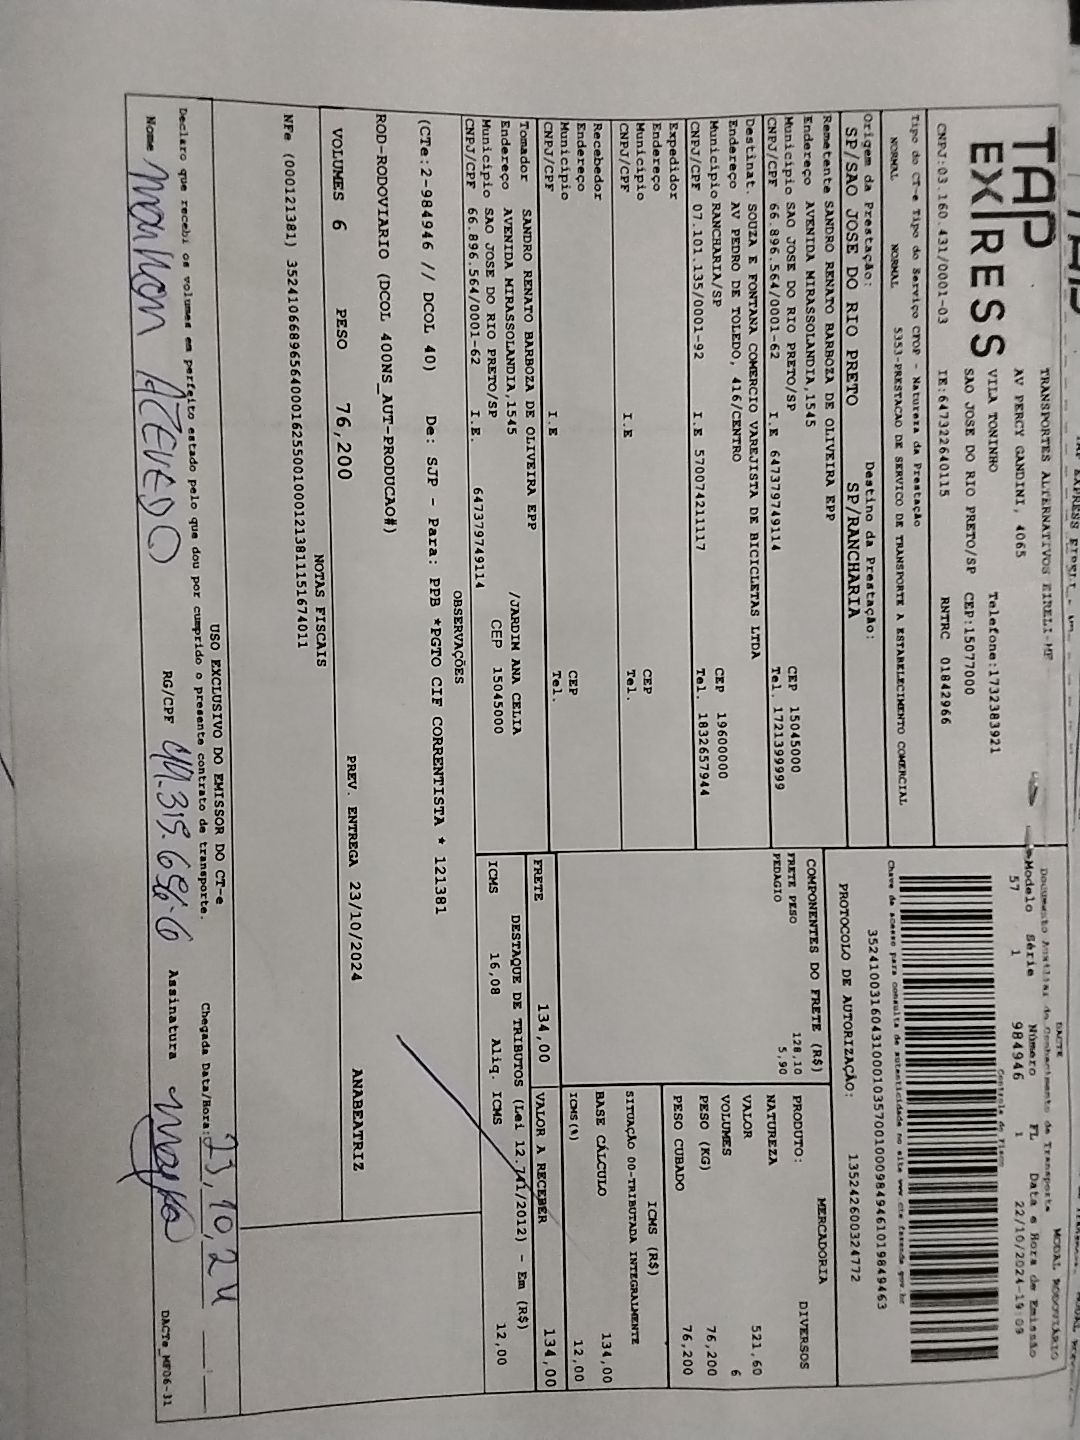 TAP
EXPRESS
TRANSPORTES ALTERNATIVOS EIRELI-ME
AV PERCY GANDINI, 4065
VILA TONINHO Telefone:1732383921
SAO JOSE DO RIO PRETO/SP CEP:15077000
CNPJ:03.160.431/0001-03 IE:647322640115 RNTRC 01842966
DACTE MODAL RODOVIÁRIO
Documento Auxiliar do Conhecimento de Transporte
Modelo Série Número FL Data e Hora de Emissão
57 1 984946 1 22/10/2024-19:09
Controle do Fisco
Chave de acesso para consulta de autenticidade no site www cte fazenda gov.br
35241003160431000103570010009849461019849463
PROTOCOLO DE AUTORIZAÇÃO: 135242600324772
Tipo do CT-e Tipo do Serviço CFOP - Natureza da Prestação
NORMAL NORMAL 5353-PRESTACAO DE SERVICO DE TRANSPORTE A ESTABELECIMENTO COMERCIAL
Origem da Prestação: Destino da Prestação:
SP/SAO JOSE DO RIO PRETO SP/RANCHARIA
Remetente SANDRO RENATO BARBOZA DE OLIVEIRA EPP
Endereço AVENIDA MIRASSOLANDIA,1545
Município SAO JOSE DO RIO PRETO/SP CEP 15045000
CNPJ/CPF 66.896.564/0001-62 I.E 647379749114 Tel. 1721399999
Destinat. SOUZA E FONTANA COMERCIO VAREJISTA DE BICICLETAS LTDA
Endereço AV PEDRO DE TOLEDO, 416/CENTRO
Município RANCHARIA/SP CEP 19600000
CNPJ/CPF 07.101.135/0001-92 I.E 570074211117 Tel. 1832657944
Expedidor
Endereço
Município CEP
CNPJ/CPF I.E Tel.
Recebedor
Endereço
Município CEP
CNPJ/CPF I.E Tel.
Tomador SANDRO RENATO BARBOZA DE OLIVEIRA EPP
Endereço AVENIDA MIRASSOLANDIA,1545 /JARDIM ANA CELIA
Município SAO JOSE DO RIO PRETO/SP CEP 15045000
CNPJ/CPF 66.896.564/0001-62 I.E. 647379749114
COMPONENTES DO FRETE (R$)
FRETE PESO 128,10
PEDAGIO 5,90
MERCADORIA
PRODUTO: DIVERSOS
NATUREZA
VALOR 521,60
VOLUMES 6
PESO (KG) 76,200
PESO CUBADO 76,200
ICMS (R$)
SITUAÇÃO 00-TRIBUTADA INTEGRALMENTE
BASE CÁLCULO 134,00
ICMS(%) 12,00
FRETE 134,00 VALOR A RECEBER 134,00
DESTAQUE DE TRIBUTOS (Lei 12.741/2012) - Em (R$)
ICMS 16,08 Aliq. ICMS 12,00
OBSERVAÇÕES
(CTe:2-984946 // DCOL 40) De: SJP - Para: PPB *PGTO CIF CORRENTISTA * 121381
ROD-RODOVIARIO (DCOL 400NS_AUT-PRODUCAO#)
VOLUMES 6 PESO 76,200 PREV. ENTREGA 23/10/2024 ANABEATRIZ
NOTAS FISCAIS
NFe (000121381) 35241066896564000162550010001213811151674011
USO EXCLUSIVO DO EMISSOR DO CT-e
Declaro que recebi os volumes em perfeito estado pelo que dou por cumprido o presente contrato de transporte. Chegada Data/Hora: 23,10,24
Nome AZEVEDO RG/CPF Assinatura
DACTe_MF06-31